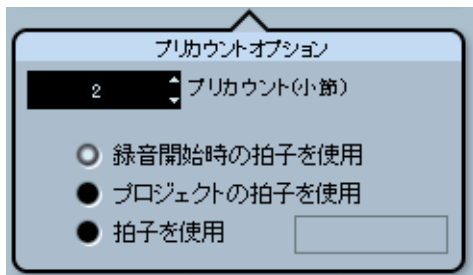 プリカウントオプション
2 プリカウント(小節)
録音開始時の拍子を使用
プロジェクトの拍子を使用
拍子を使用